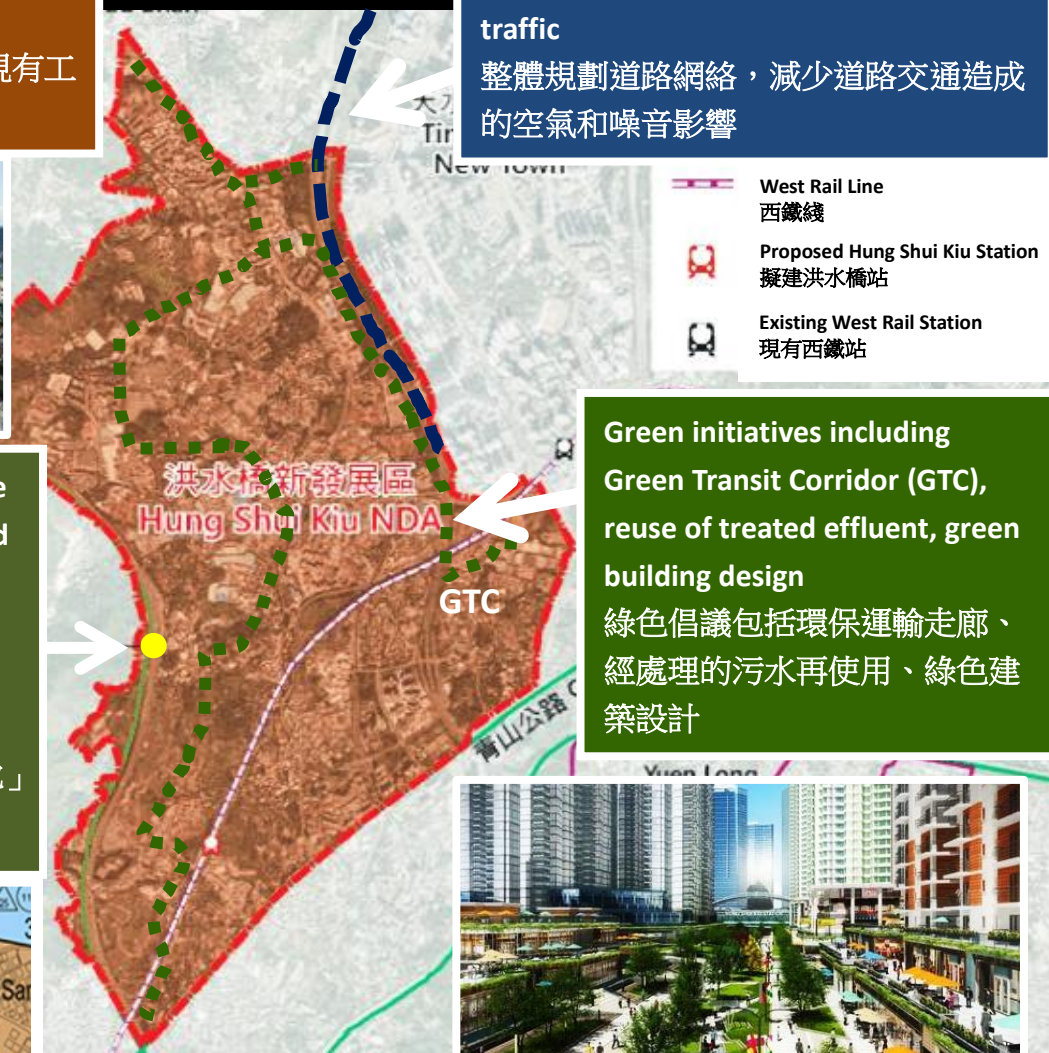 現有工
traffic
整體規劃道路網絡，減少道路交通造成
的空氣和噪音影響
New Town
West Rail Line
西鐵綫
Proposed Hung Shui Kiu Station
擬建洪水橋站
Existing West Rail Station
現有西鐵站
Green initiatives including
Green Transit Corridor (GTC),
reuse of treated effluent, green
building design
綠色倡議包括環保運輸走廊、
經處理的污水再使用、綠色建
築設計
洪水橋新發展區
Hung Shui Kiu NDA
GTC
青山公路
Yuen Long